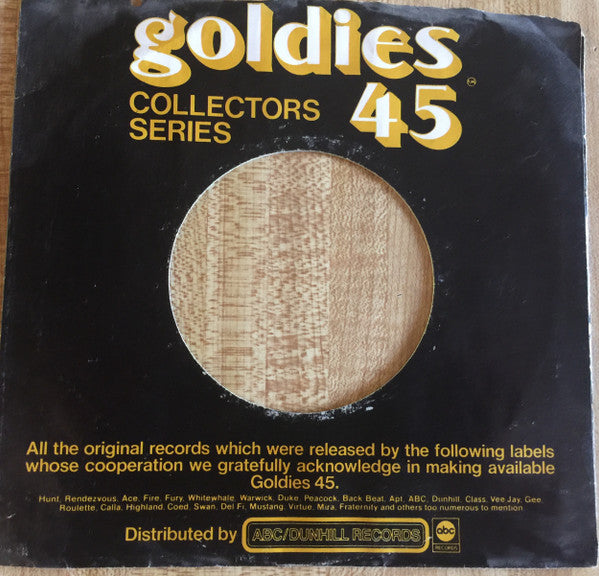 goldies
COLLECTORS 45
SERIES
All the original records which were released by the following labels
whose cooperation we gratefully acknowledge in making available
Goldies 45.
Hunt, Rendezvous, Ace, Fire, Fury, Whitewhale, Warwick, Duke, Peacock, Back Beat, Apt, ABC, Dunhill, Class, Vee Jay, Gee,
Roulette, Calla, Highland, Coed, Swan, Del Fi, Mustang, Virtue, Mira, Fraternity and others too numerous to mention.
Distributed by ABC/DUNHILL RECORDS abc
RECORDS